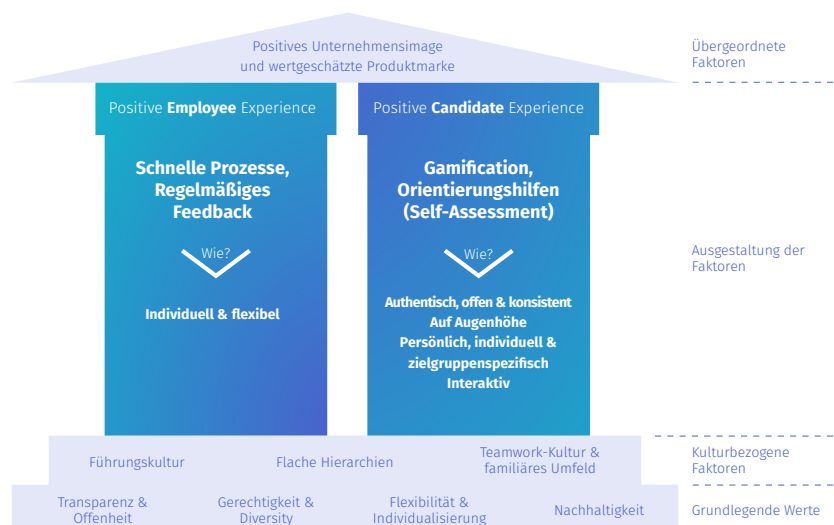 Positives Unternehmensimage
und wertgeschätzte Produktmarke
Übergeordnete
Faktoren
Positive Employee Experience
Positive Candidate Experience
Schnelle Prozesse,
Regelmäßiges
Feedback
Wie?
Individuell & flexibel
Gamification,
Orientierungshilfen
(Self-Assessment)
Wie?
Authentisch, offen & konsistent
Auf Augenhöhe
Persönlich, individuell &
zielgruppenspezifisch
Interaktiv
Ausgestaltung der
Faktoren
Führungskultur
Flache Hierarchien
Teamwork-Kultur &
familiäres Umfeld
Kulturbezogene
Faktoren
Transparenz &
Offenheit
Gerechtigkeit &
Diversity
Flexibilität &
Individualisierung
Nachhaltigkeit
Grundlegende Werte